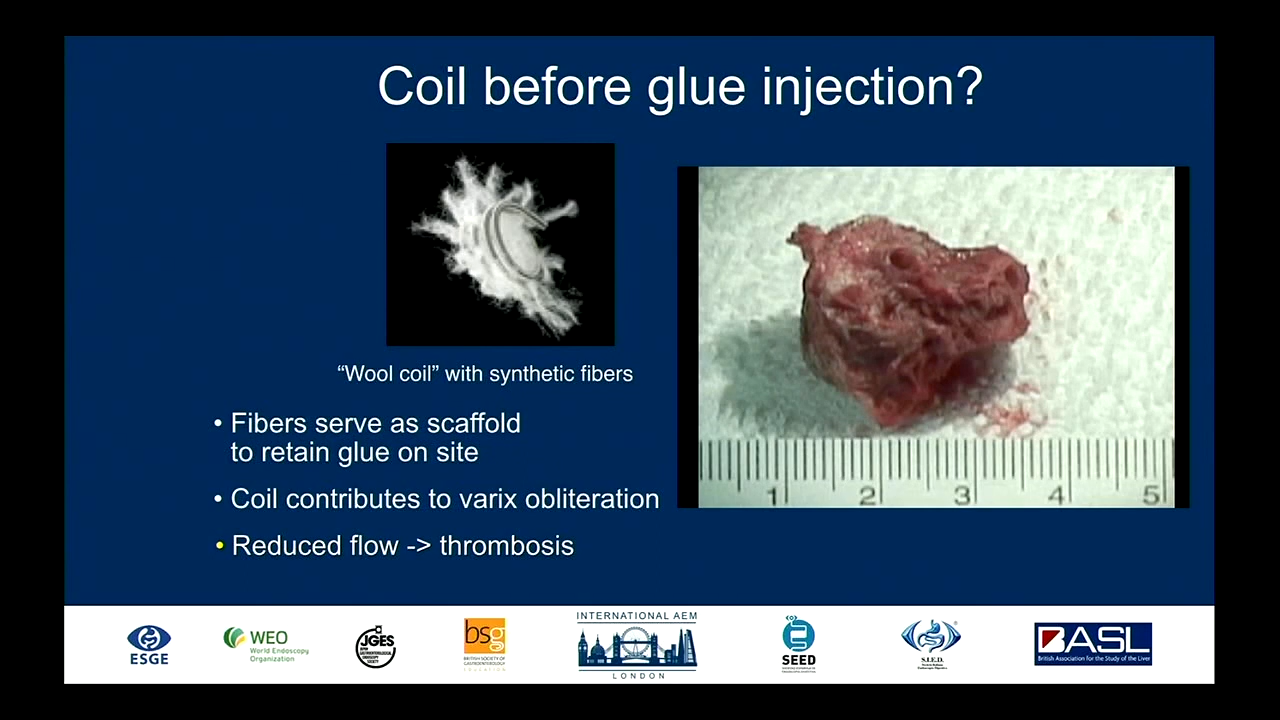 Coil before glue injection?
“Wool coil” with synthetic fibers
• Fibers serve as scaffold
to retain glue on site
• Coil contributes to varix obliteration
• Reduced flow -> thrombosis
1 2 3 4 5
ESGE
WEO
World Endoscopy
Organization
JGES
bsg
BRITISH SOCIETY OF
GASTROENTEROLOGY
INTERNATIONAL AEM
LONDON
SEED
S.I.E.D.
BASL
British Association for the Study of the Liver